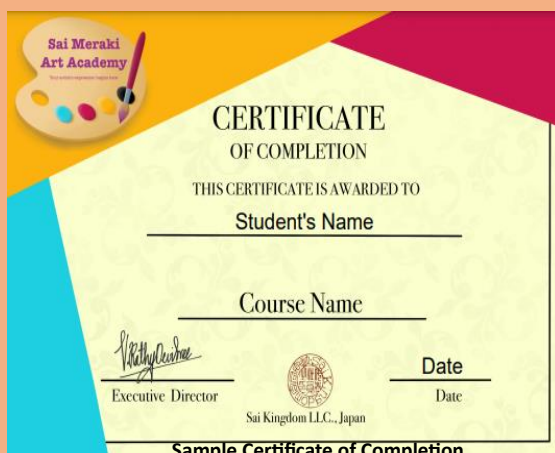 Sai Meraki
Art Academy
CERTIFICATE
OF COMPLETION
THIS CERTIFICATE IS AWARDED TO
Student's Name
Course Name
Executive Director
Sai Kingdom LLC., Japan
Date
Date
Sample Certificate of Completion